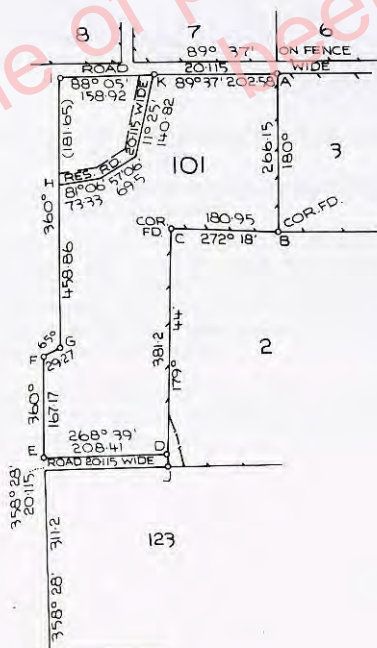 8
7
6
89° 37'
ON FENCE
ROAD
20.115
WIDE
88° 05'
158.92
K
89° 37' 202.58
A
(181.65)
20.115 WIDE
11° 25'
140.82
RES. RD.
57° 06'
69.5
81° 06'
73.33
H
360°
101
266.15
180°
3
COR.
FD.
180.95
272° 18'
C
COR. FD.
B
458.86
381.2
179° 44'
2
65°
G
F
29.27
360°
167.17
268° 39'
208.41
D
E
ROAD 20.115 WIDE
J
358° 28'
20.115
311.2
358° 28'
123